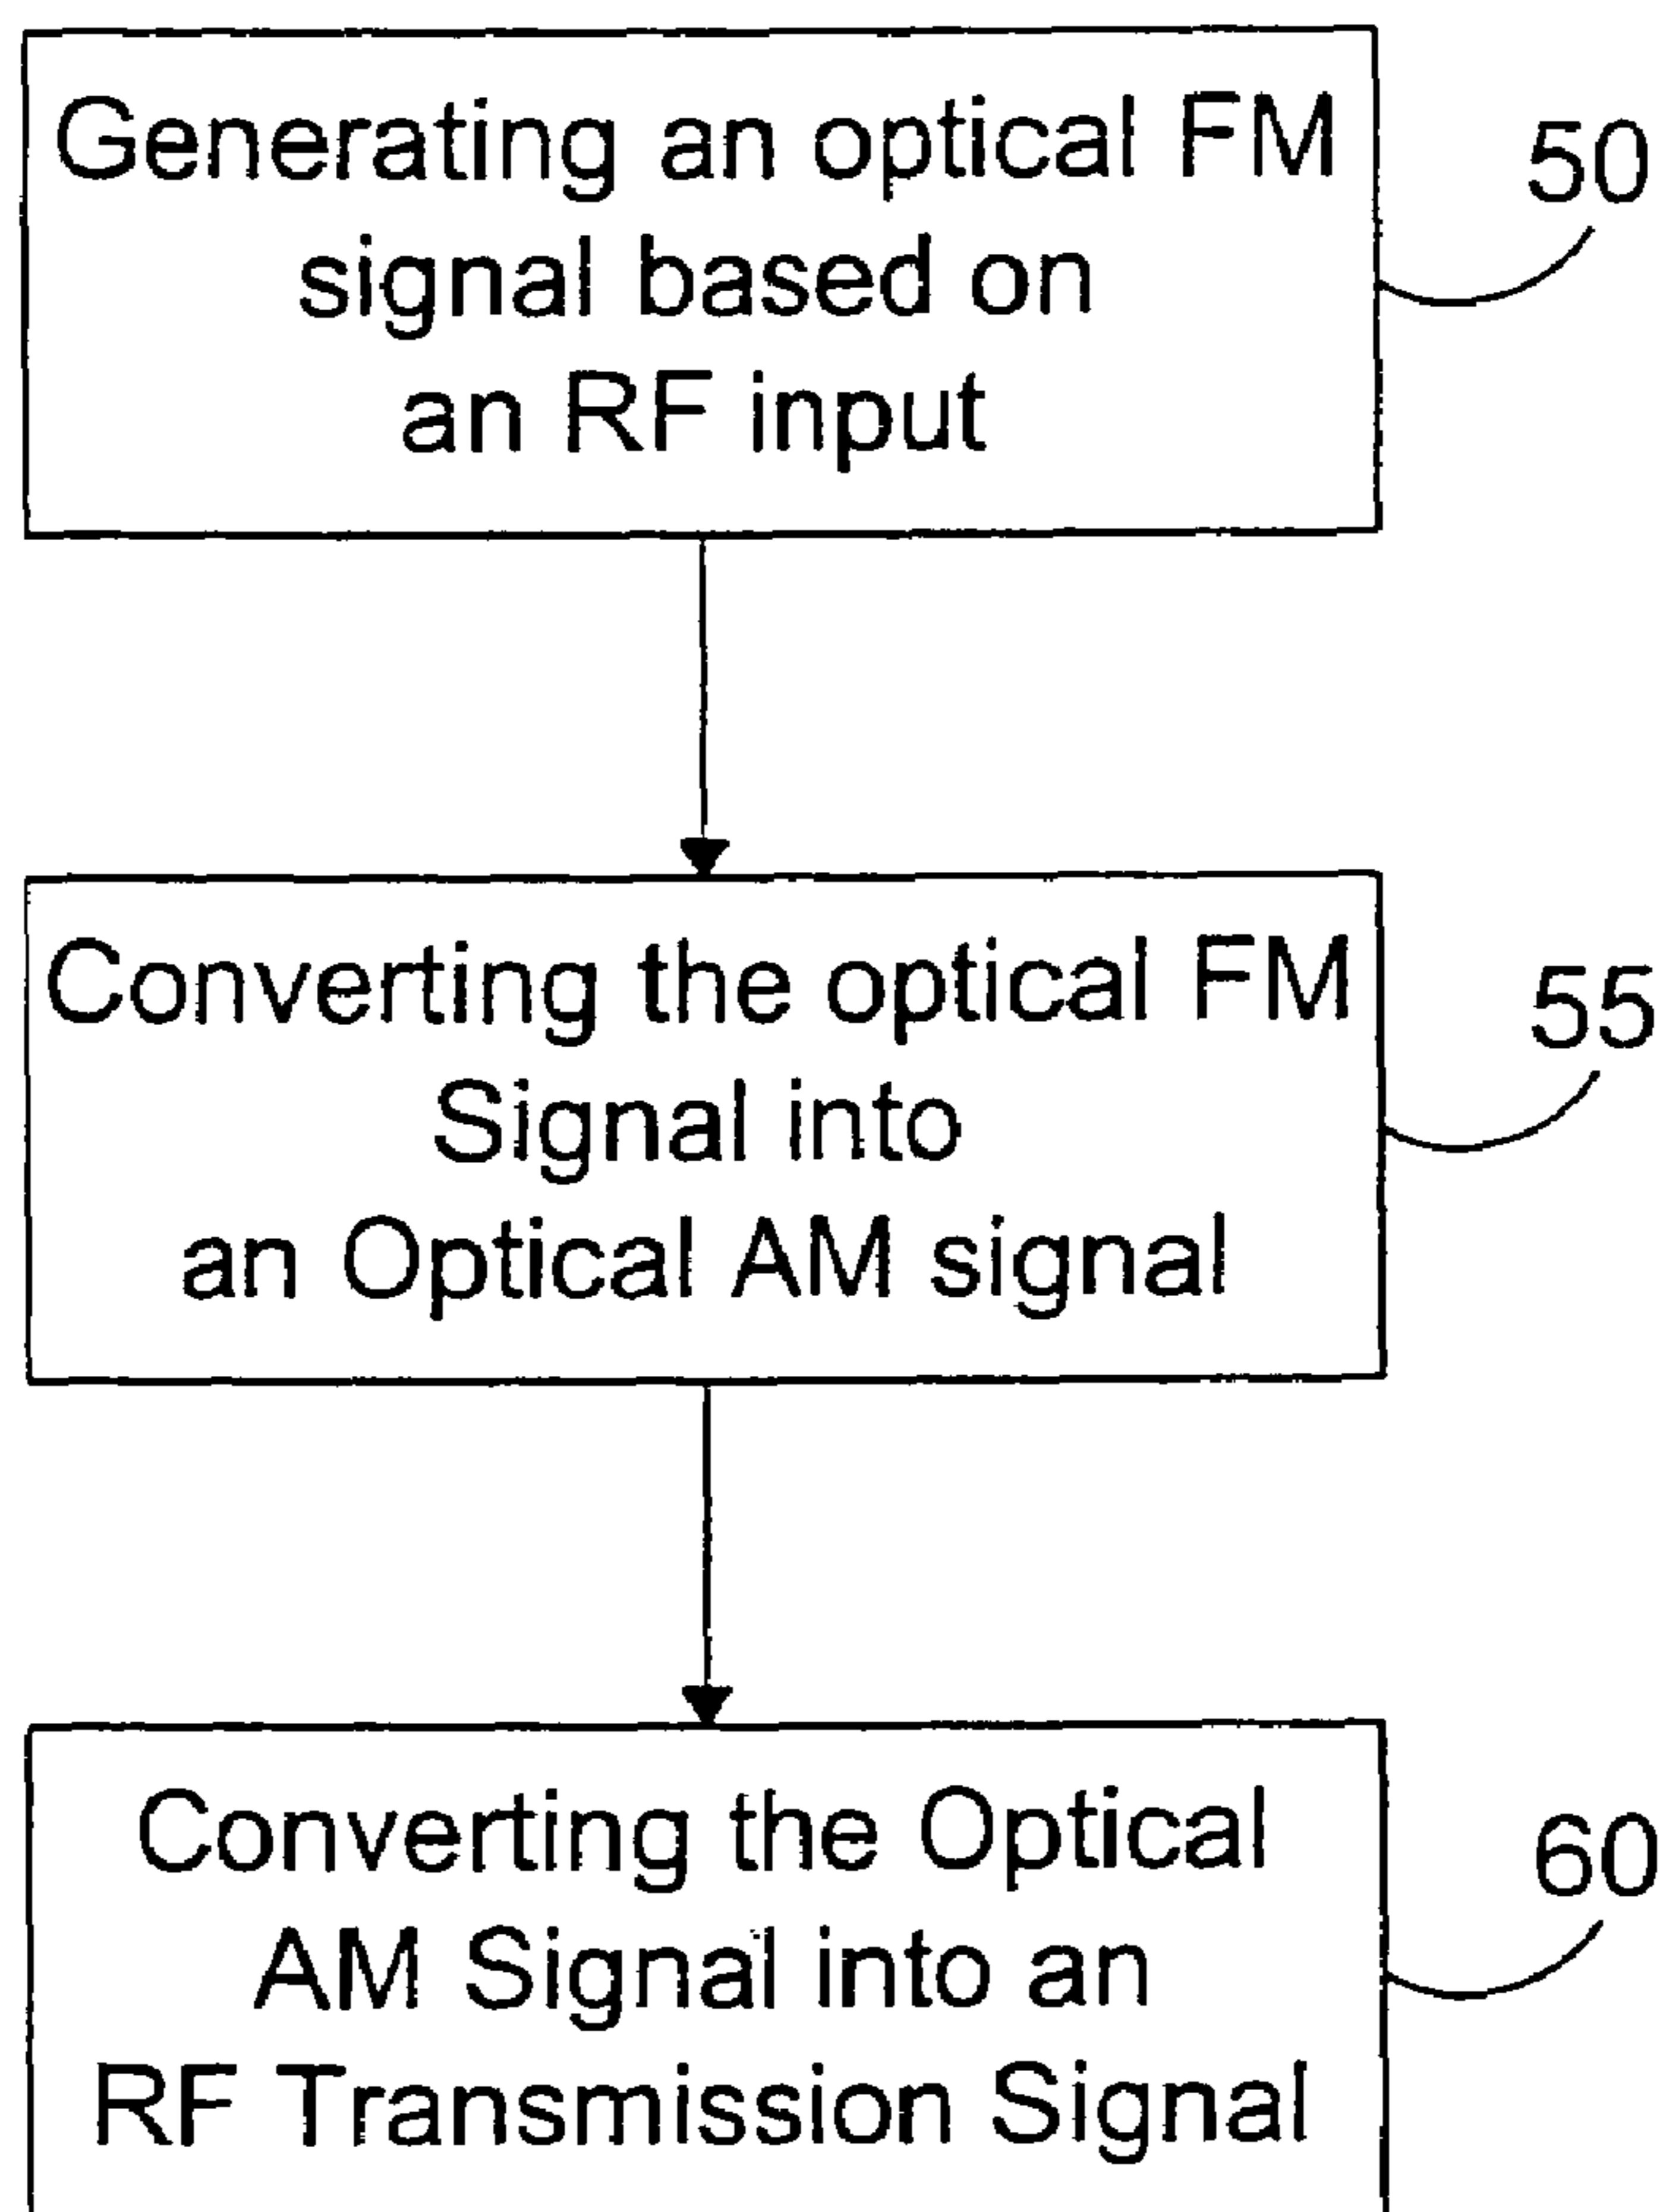 Generating an optical FM
signal based on
an RF input
50
Converting the optical FM
Signal into
an Optical AM signal
55
Converting the Optical
AM Signal into an
RF Transmission Signal
60